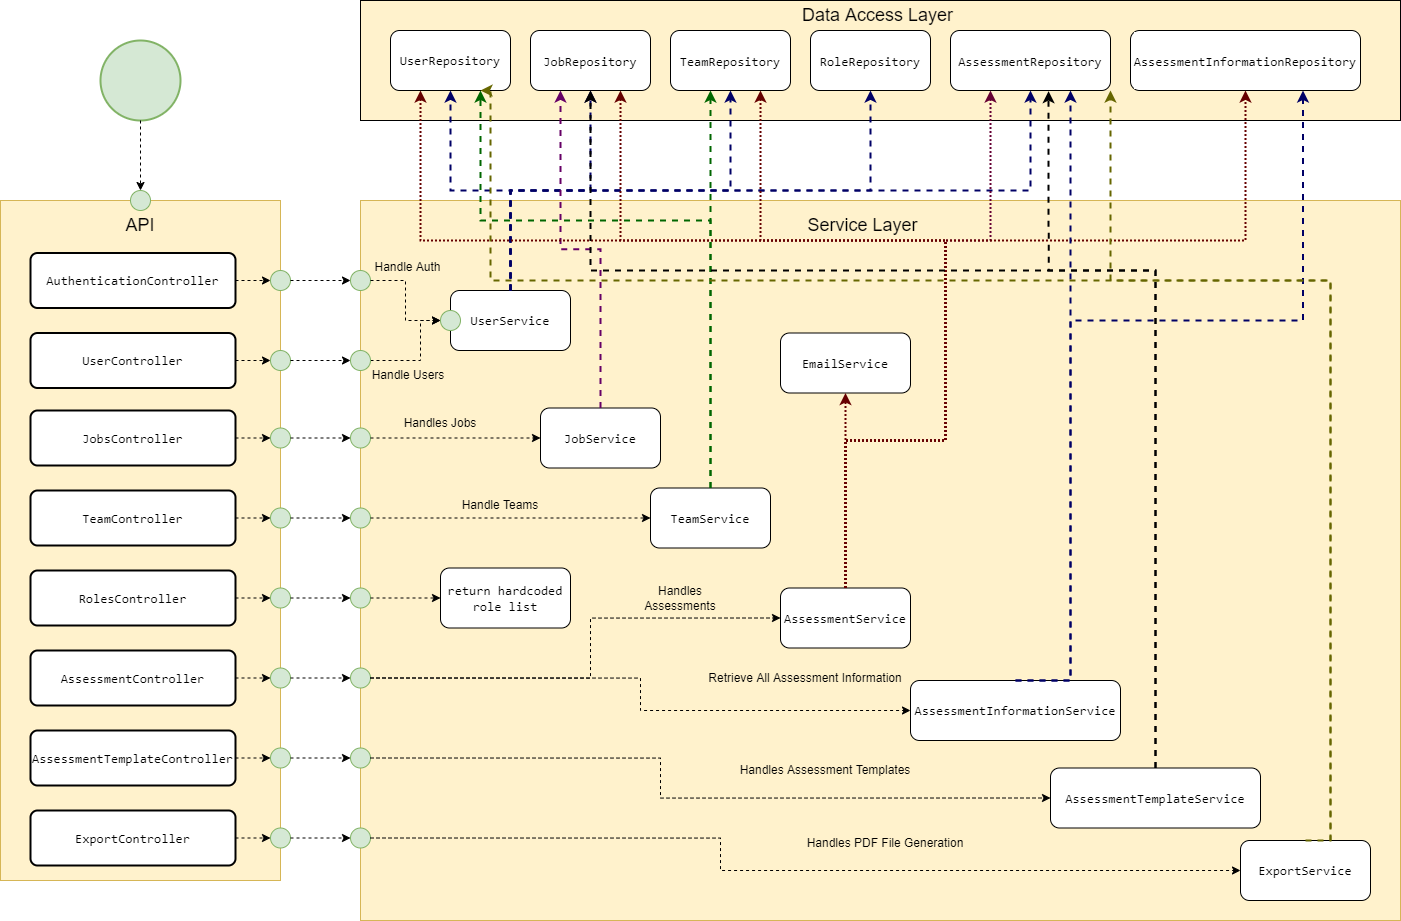 Data Access Layer
UserRepository
JobRepository
TeamRepository
RoleRepository
AssessmentRepository
AssessmentInformationRepository
API
AuthenticationController
UserController
JobsController
TeamController
RolesController
AssessmentController
AssessmentTemplateController
ExportController
Service Layer
Handle Auth
UserService
Handle Users
EmailService
Handles Jobs
JobService
Handle Teams
TeamService
return hardcoded
role list
Handles
Assessments
AssessmentService
Retrieve All Assessment Information
AssessmentInformationService
Handles Assessment Templates
AssessmentTemplateService
Handles PDF File Generation
ExportService